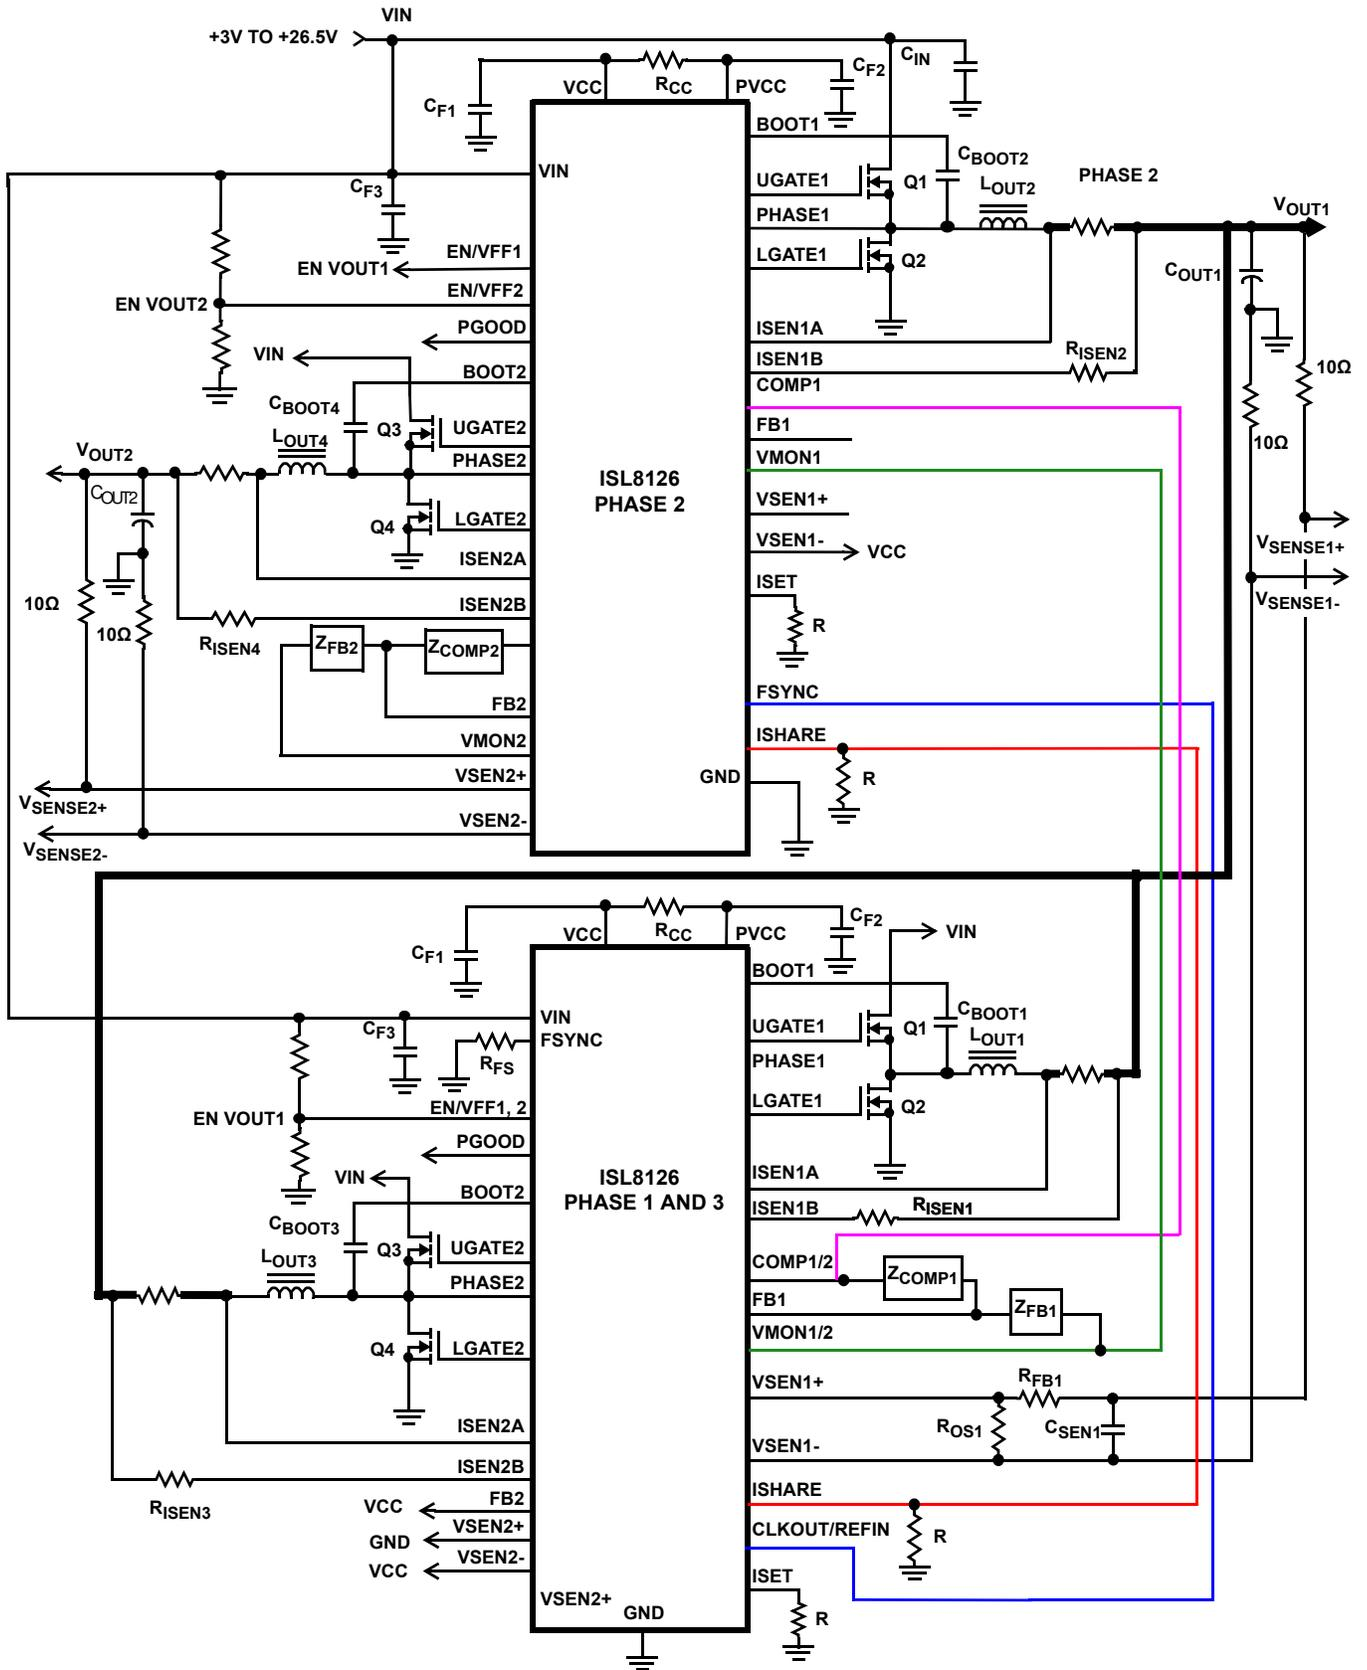 VIN
+3V TO +26.5V
CIN
CF2
RCC
VCC
PVCC
CF1
BOOT1
CBOOT2
VIN
LOUT2
PHASE 2
CF3
UGATE1
Q1
VOUT1
PHASE1
EN/VFF1
LGATE1
Q2
EN VOUT1
COUT1
EN/VFF2
EN VOUT2
PGOOD
ISEN1A
VIN
RISEN2
ISEN1B
10Ω
BOOT2
COMP1
CBOOT4
Q3
UGATE2
FB1
LOUT4
10Ω
VOUT2
PHASE2
VMON1
ISL8126
PHASE 2
COUT2
VSEN1+
Q4
LGATE2
VSENSE1+
VSEN1-
VCC
ISEN2A
ISET
VSENSE1-
10Ω
ISEN2B
10Ω
R
RISEN4
ZFB2
ZCOMP2
FSYNC
FB2
ISHARE
VMON2
VSEN2+
GND
R
VSENSE2+
VSEN2-
VSENSE2-
CF2
RCC
VCC
PVCC
VIN
CF1
BOOT1
CBOOT1
VIN
CF3
UGATE1
Q1
LOUT1
FSYNC
RFS
PHASE1
EN/VFF1, 2
LGATE1
Q2
EN VOUT1
PGOOD
ISL8126
PHASE 1 AND 3
VIN
ISEN1A
BOOT2
ISEN1B
RISEN1
CBOOT3
Q3
UGATE2
LOUT3
COMP1/2
ZCOMP1
PHASE2
FB1
ZFB1
VMON1/2
Q4
LGATE2
VSEN1+
RFB1
ISEN2A
ROS1
CSEN1
VSEN1-
ISEN2B
ISHARE
RISEN3
VCC
FB2
VSEN2+
CLKOUT/REFIN
R
GND
VSEN2-
VCC
ISET
VSEN2+
GND
R